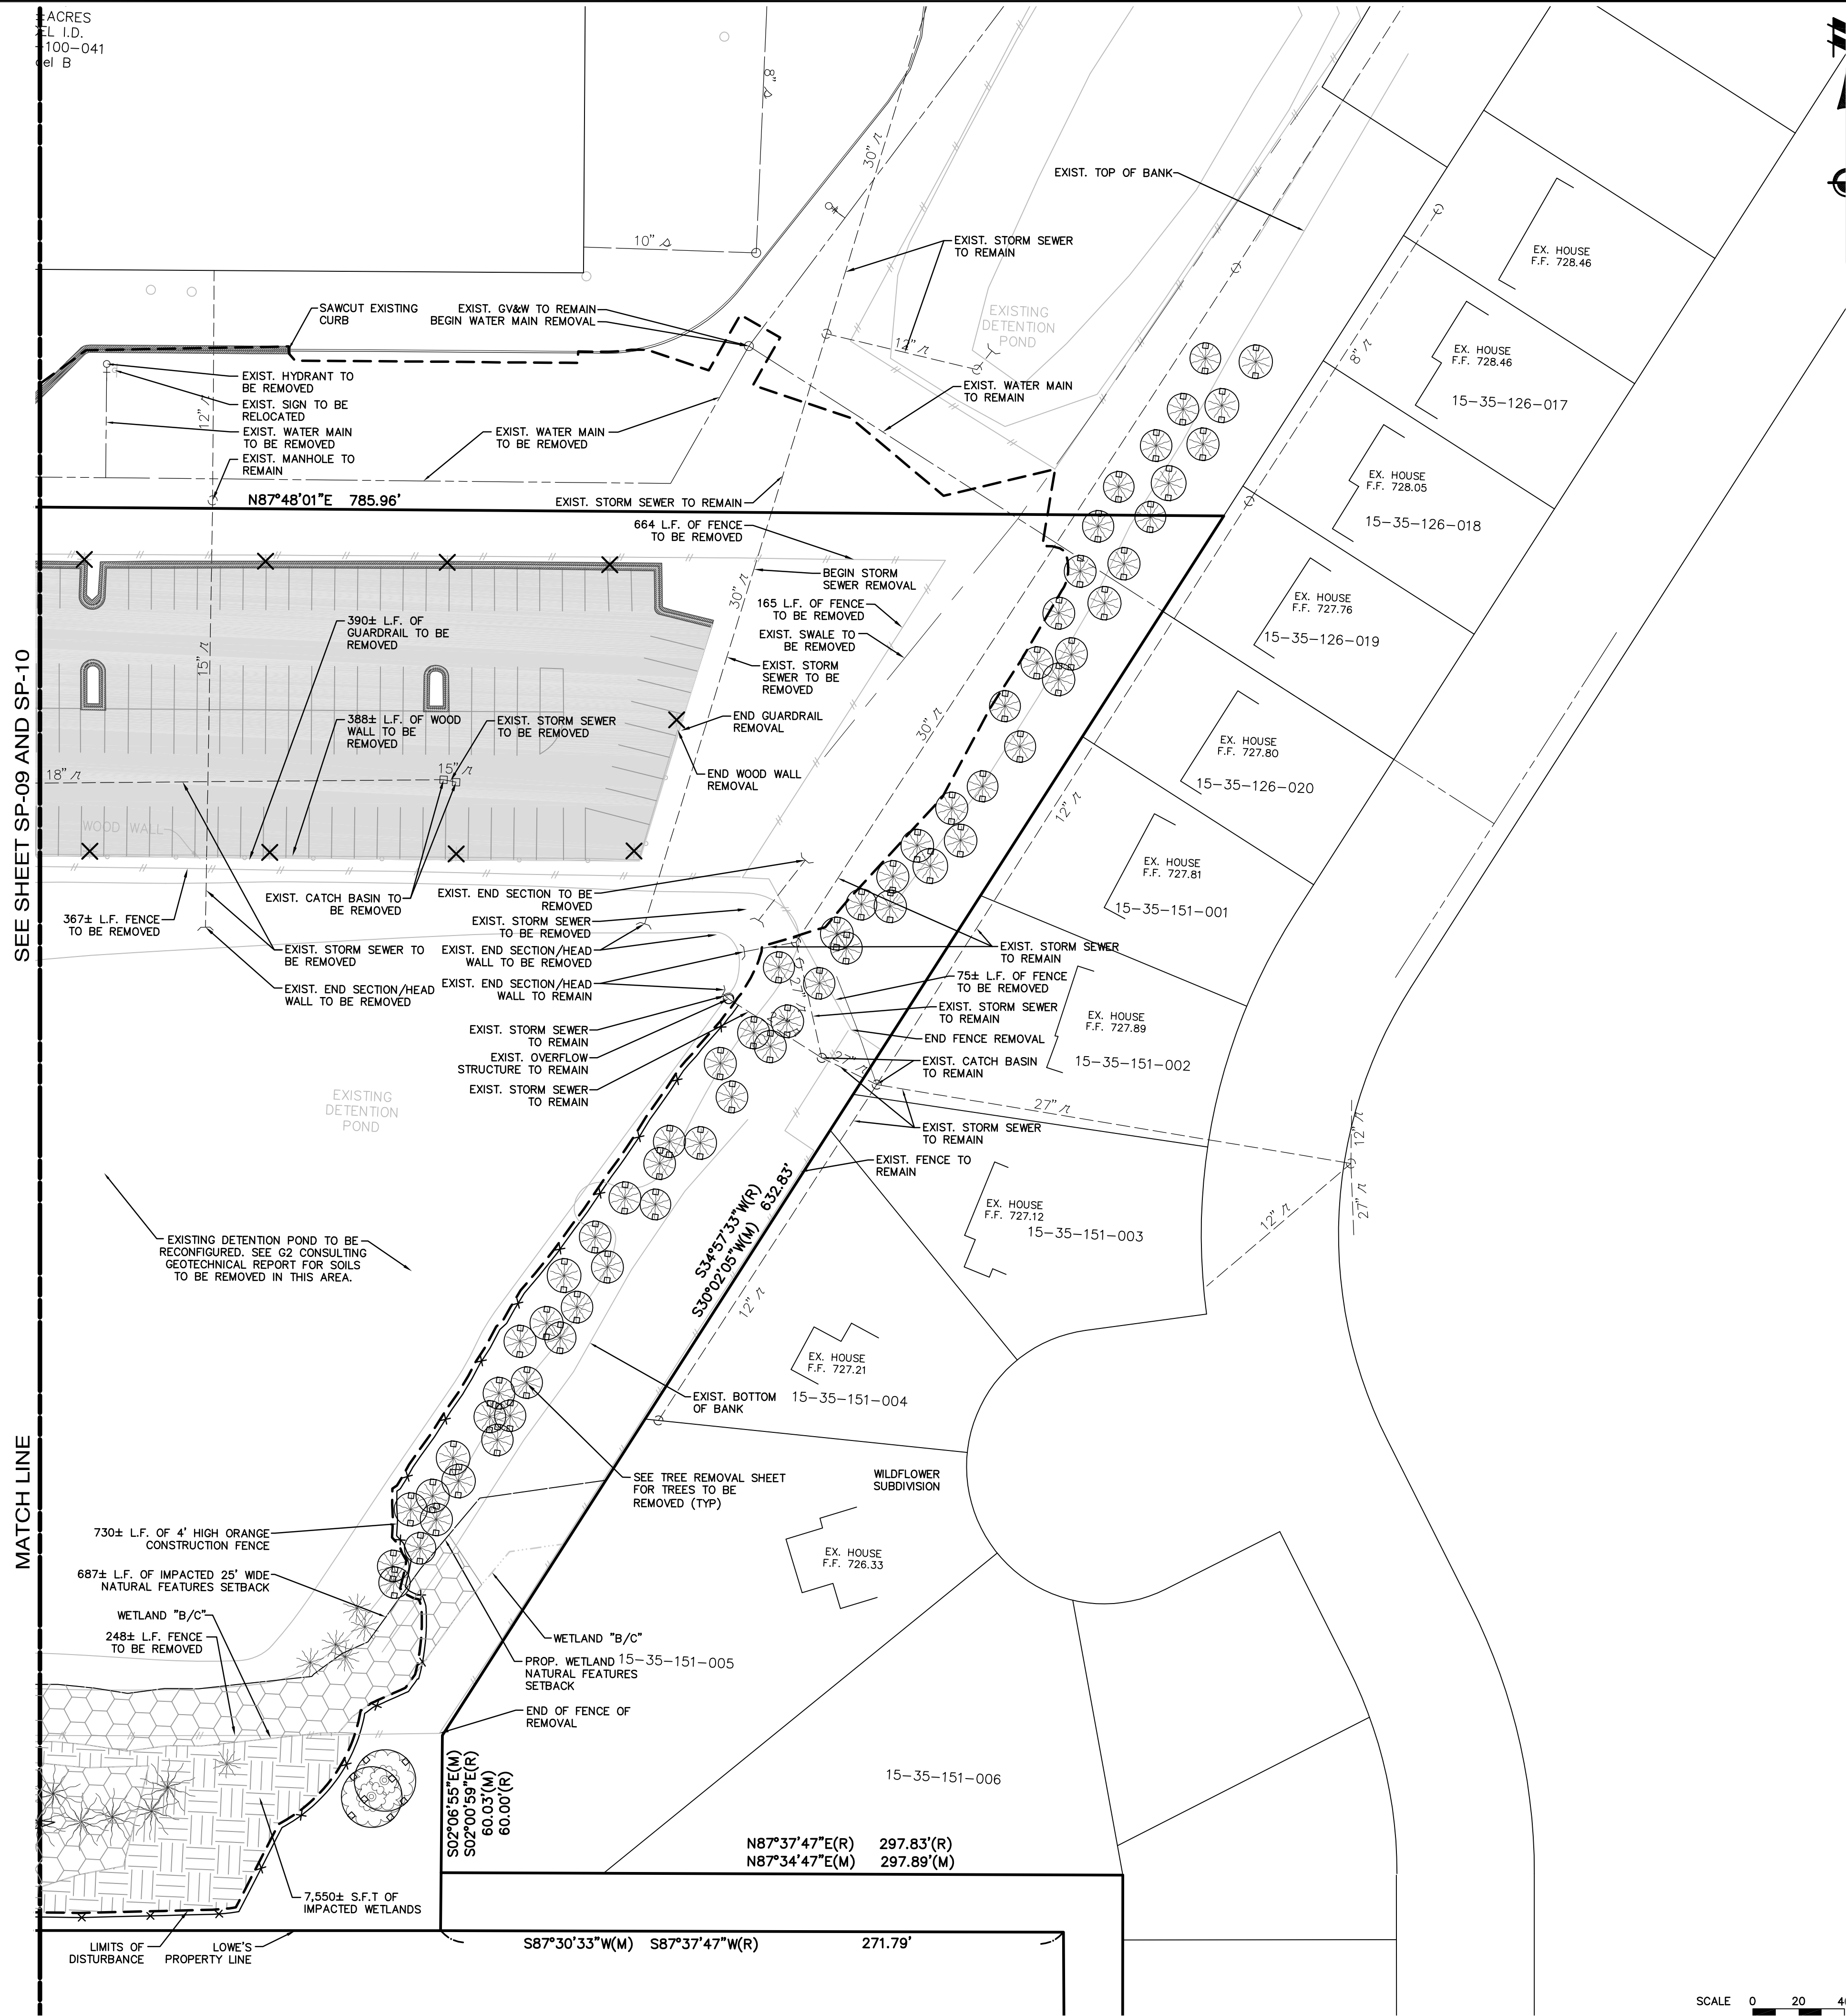 ± ACRES
EL I.D.
-100-041
el B
8"
30"
10"
EXIST. TOP OF BANK
EXIST. STORM SEWER
TO REMAIN
EX. HOUSE
F.F. 728.46
SAWCUT EXISTING
CURB
EXIST. GV&W TO REMAIN
BEGIN WATER MAIN REMOVAL
EXISTING
DETENTION
POND
12"
8"
EX. HOUSE
F.F. 728.46
15-35-126-017
EXIST. HYDRANT TO
BE REMOVED
EXIST. SIGN TO BE
RELOCATED
12"
EXIST. WATER MAIN
TO BE REMOVED
EXIST. MANHOLE TO
REMAIN
EXIST. WATER MAIN
TO BE REMOVED
EXIST. WATER MAIN
TO REMAIN
EX. HOUSE
F.F. 728.05
15-35-126-018
N87°48'01"E 785.96'
EXIST. STORM SEWER TO REMAIN
664 L.F. OF FENCE
TO BE REMOVED
BEGIN STORM
SEWER REMOVAL
30"
165 L.F. OF FENCE
TO BE REMOVED
EXIST. SWALE TO
BE REMOVED
EXIST. STORM
SEWER TO BE
REMOVED
EX. HOUSE
F.F. 727.76
15-35-126-019
390± L.F. OF
GUARDRAIL TO BE
REMOVED
15"
SEE SHEET SP-09 AND SP-10
388± L.F. OF WOOD
WALL TO BE
REMOVED
EXIST. STORM SEWER
TO BE REMOVED
END GUARDRAIL
REMOVAL
30"
EX. HOUSE
F.F. 727.80
15-35-126-020
18"
15"
END WOOD WALL
REMOVAL
12"
WOOD WALL
EX. HOUSE
F.F. 727.81
15-35-151-001
367± L.F. FENCE
TO BE REMOVED
EXIST. CATCH BASIN TO
BE REMOVED
EXIST. END SECTION TO BE
REMOVED
EXIST. STORM SEWER
TO BE REMOVED
EXIST. STORM SEWER TO
BE REMOVED
EXIST. END SECTION/HEAD
WALL TO BE REMOVED
EXIST. STORM SEWER
TO REMAIN
EXIST. END SECTION/HEAD
WALL TO BE REMOVED
EXIST. END SECTION/HEAD
WALL TO REMAIN
27"
75± L.F. OF FENCE
TO BE REMOVED
EXIST. STORM SEWER
TO REMAIN
EX. HOUSE
F.F. 727.89
15-35-151-002
EXIST. STORM SEWER
TO REMAIN
END FENCE REMOVAL
EXIST. OVERFLOW
STRUCTURE TO REMAIN
27"
EXIST. CATCH BASIN
TO REMAIN
EXIST. STORM SEWER
TO REMAIN
EXISTING
DETENTION
POND
27"
12"
EXIST. STORM SEWER
TO REMAIN
EXIST. FENCE TO
REMAIN
27"
12"
EX. HOUSE
F.F. 727.12
15-35-151-003
S34°57'33"W(R)
S30°02'05"W(M) 632.83'
12"
EXISTING DETENTION POND TO BE
RECONFIGURED. SEE G2 CONSULTING
GEOTECHNICAL REPORT FOR SOILS
TO BE REMOVED IN THIS AREA.
EX. HOUSE
F.F. 727.21
15-35-151-004
EXIST. BOTTOM
OF BANK
MATCH LINE
SEE TREE REMOVAL SHEET
FOR TREES TO BE
REMOVED (TYP)
WILDFLOWER
SUBDIVISION
730± L.F. OF 4' HIGH ORANGE
CONSTRUCTION FENCE
EX. HOUSE
F.F. 726.33
687± L.F. OF IMPACTED 25' WIDE
NATURAL FEATURES SETBACK
WETLAND "B/C"
248± L.F. FENCE
TO BE REMOVED
WETLAND "B/C"
15-35-151-005
PROP. WETLAND
NATURAL FEATURES
SETBACK
END OF FENCE OF
REMOVAL
S02°06'55"E(M)
S02°00'59"E(R)
60.03'(M)
60.00'(R)
15-35-151-006
N87°37'47"E(R) 297.83'(R)
N87°34'47"E(M) 297.89'(M)
7,550± S.F.T OF
IMPACTED WETLANDS
LIMITS OF
DISTURBANCE
LOWE'S
PROPERTY LINE
S87°30'33"W(M) S87°37'47"W(R) 271.79'
SCALE 0 20